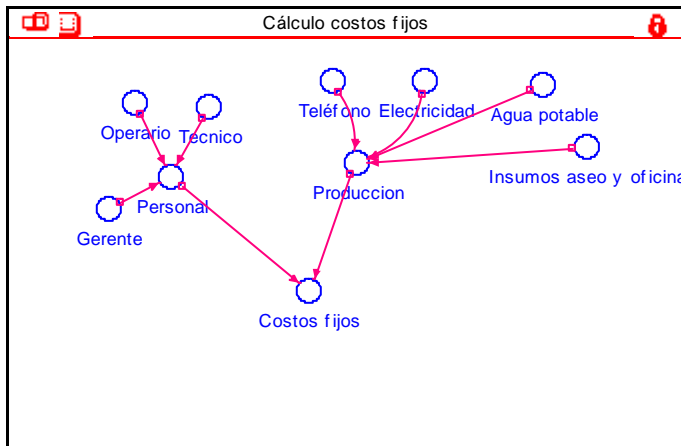 Cálculo costos fijos
Teléfono
Electricidad
Agua potable
Operario
Tecnico
Insumos aseo y oficina
Produccion
Personal
Gerente
Costos fijos